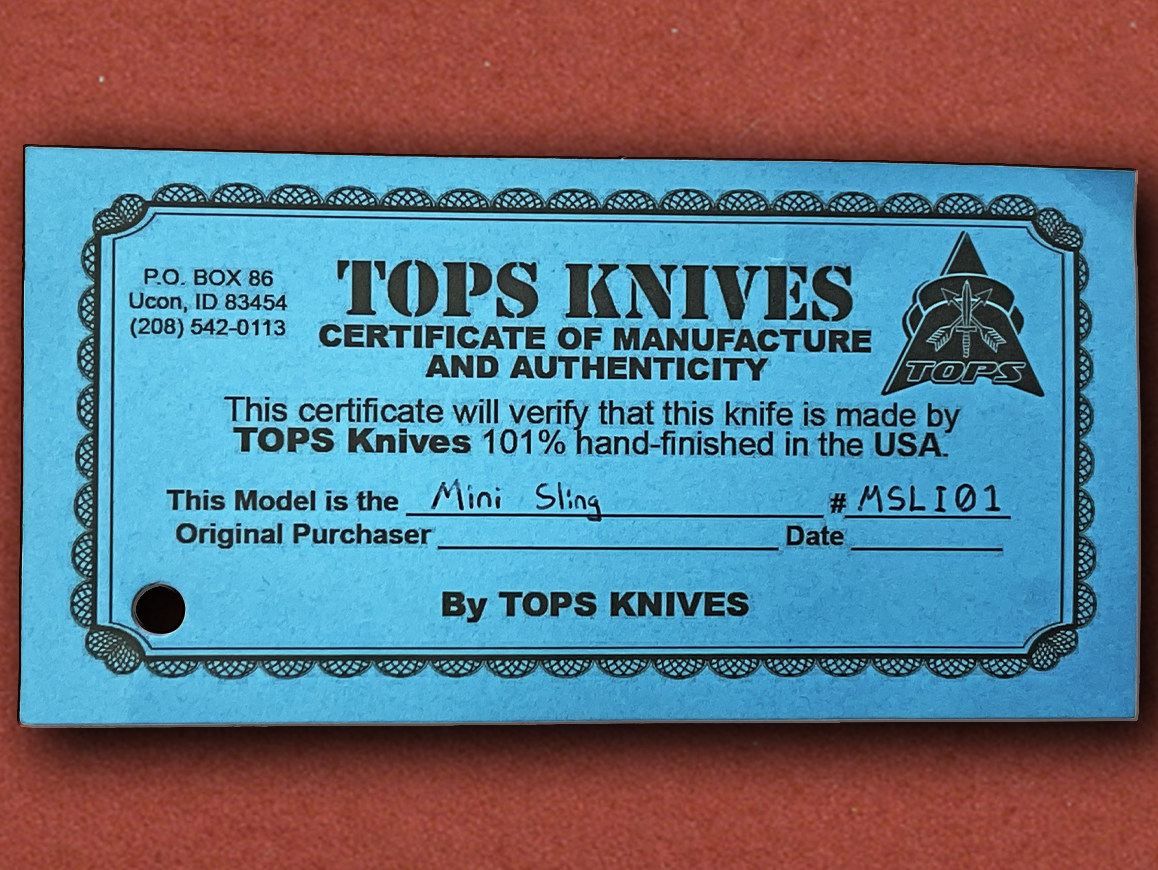 P.O. BOX 86
Ucon, ID 83454
(208) 542-0113
TOPS KNIVES
CERTIFICATE OF MANUFACTURE
AND AUTHENTICITY
TOPS
This certificate will verify that this knife is made by
TOPS Knives 101% hand-finished in the USA.
This Model is the Mini Sling # MSLI01
Original Purchaser Date
By TOPS KNIVES